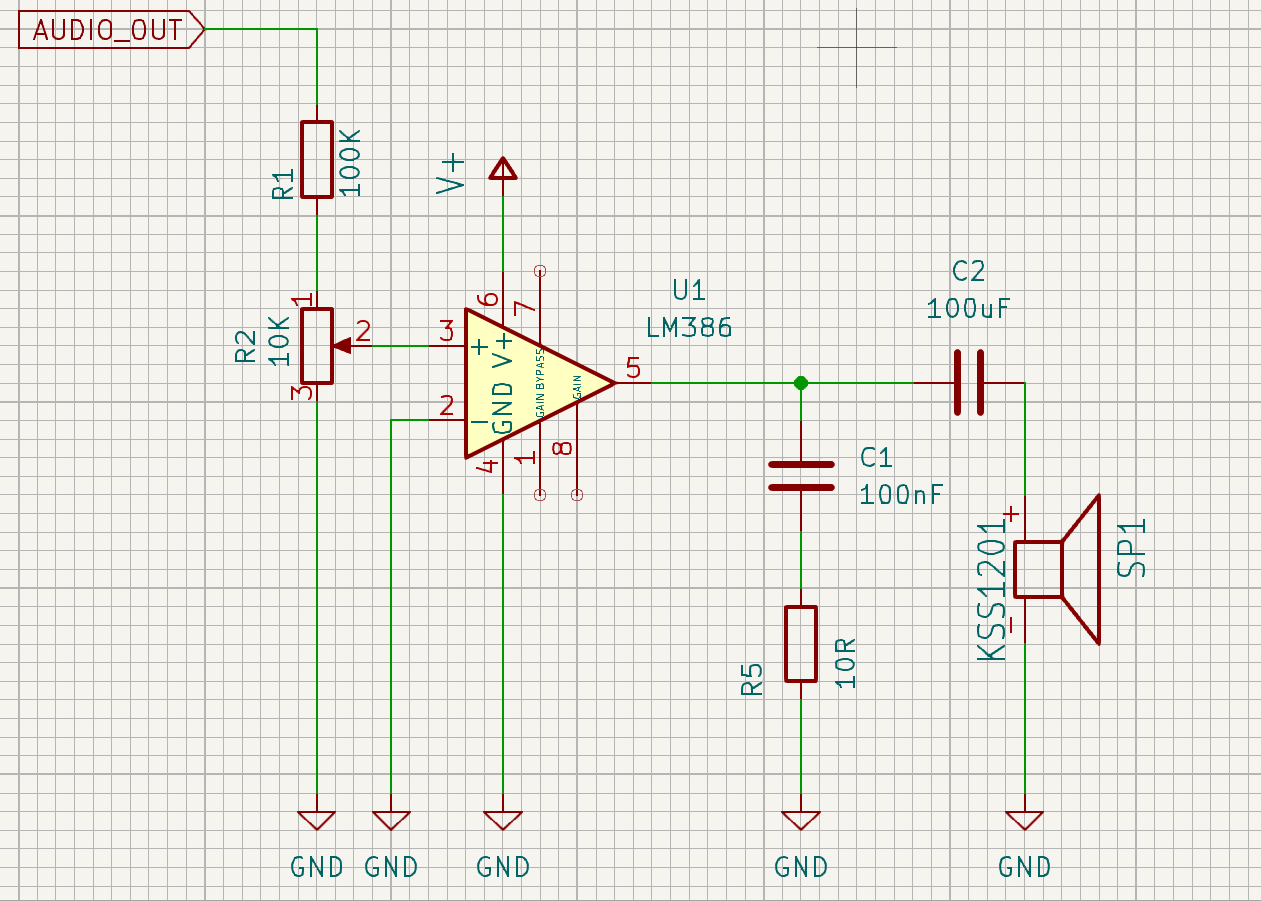 AUDIO_OUT
R1
100K
V+
R2
10K
1
2
3
U1
LM386
3
2
6
7
5
4
1
8
+
-
V+
GND
BYPASS
GAIN
GAIN
C2
100uF
C1
100nF
R5
10R
KSS1201
+
-
SP1
GND
GND
GND
GND
GND